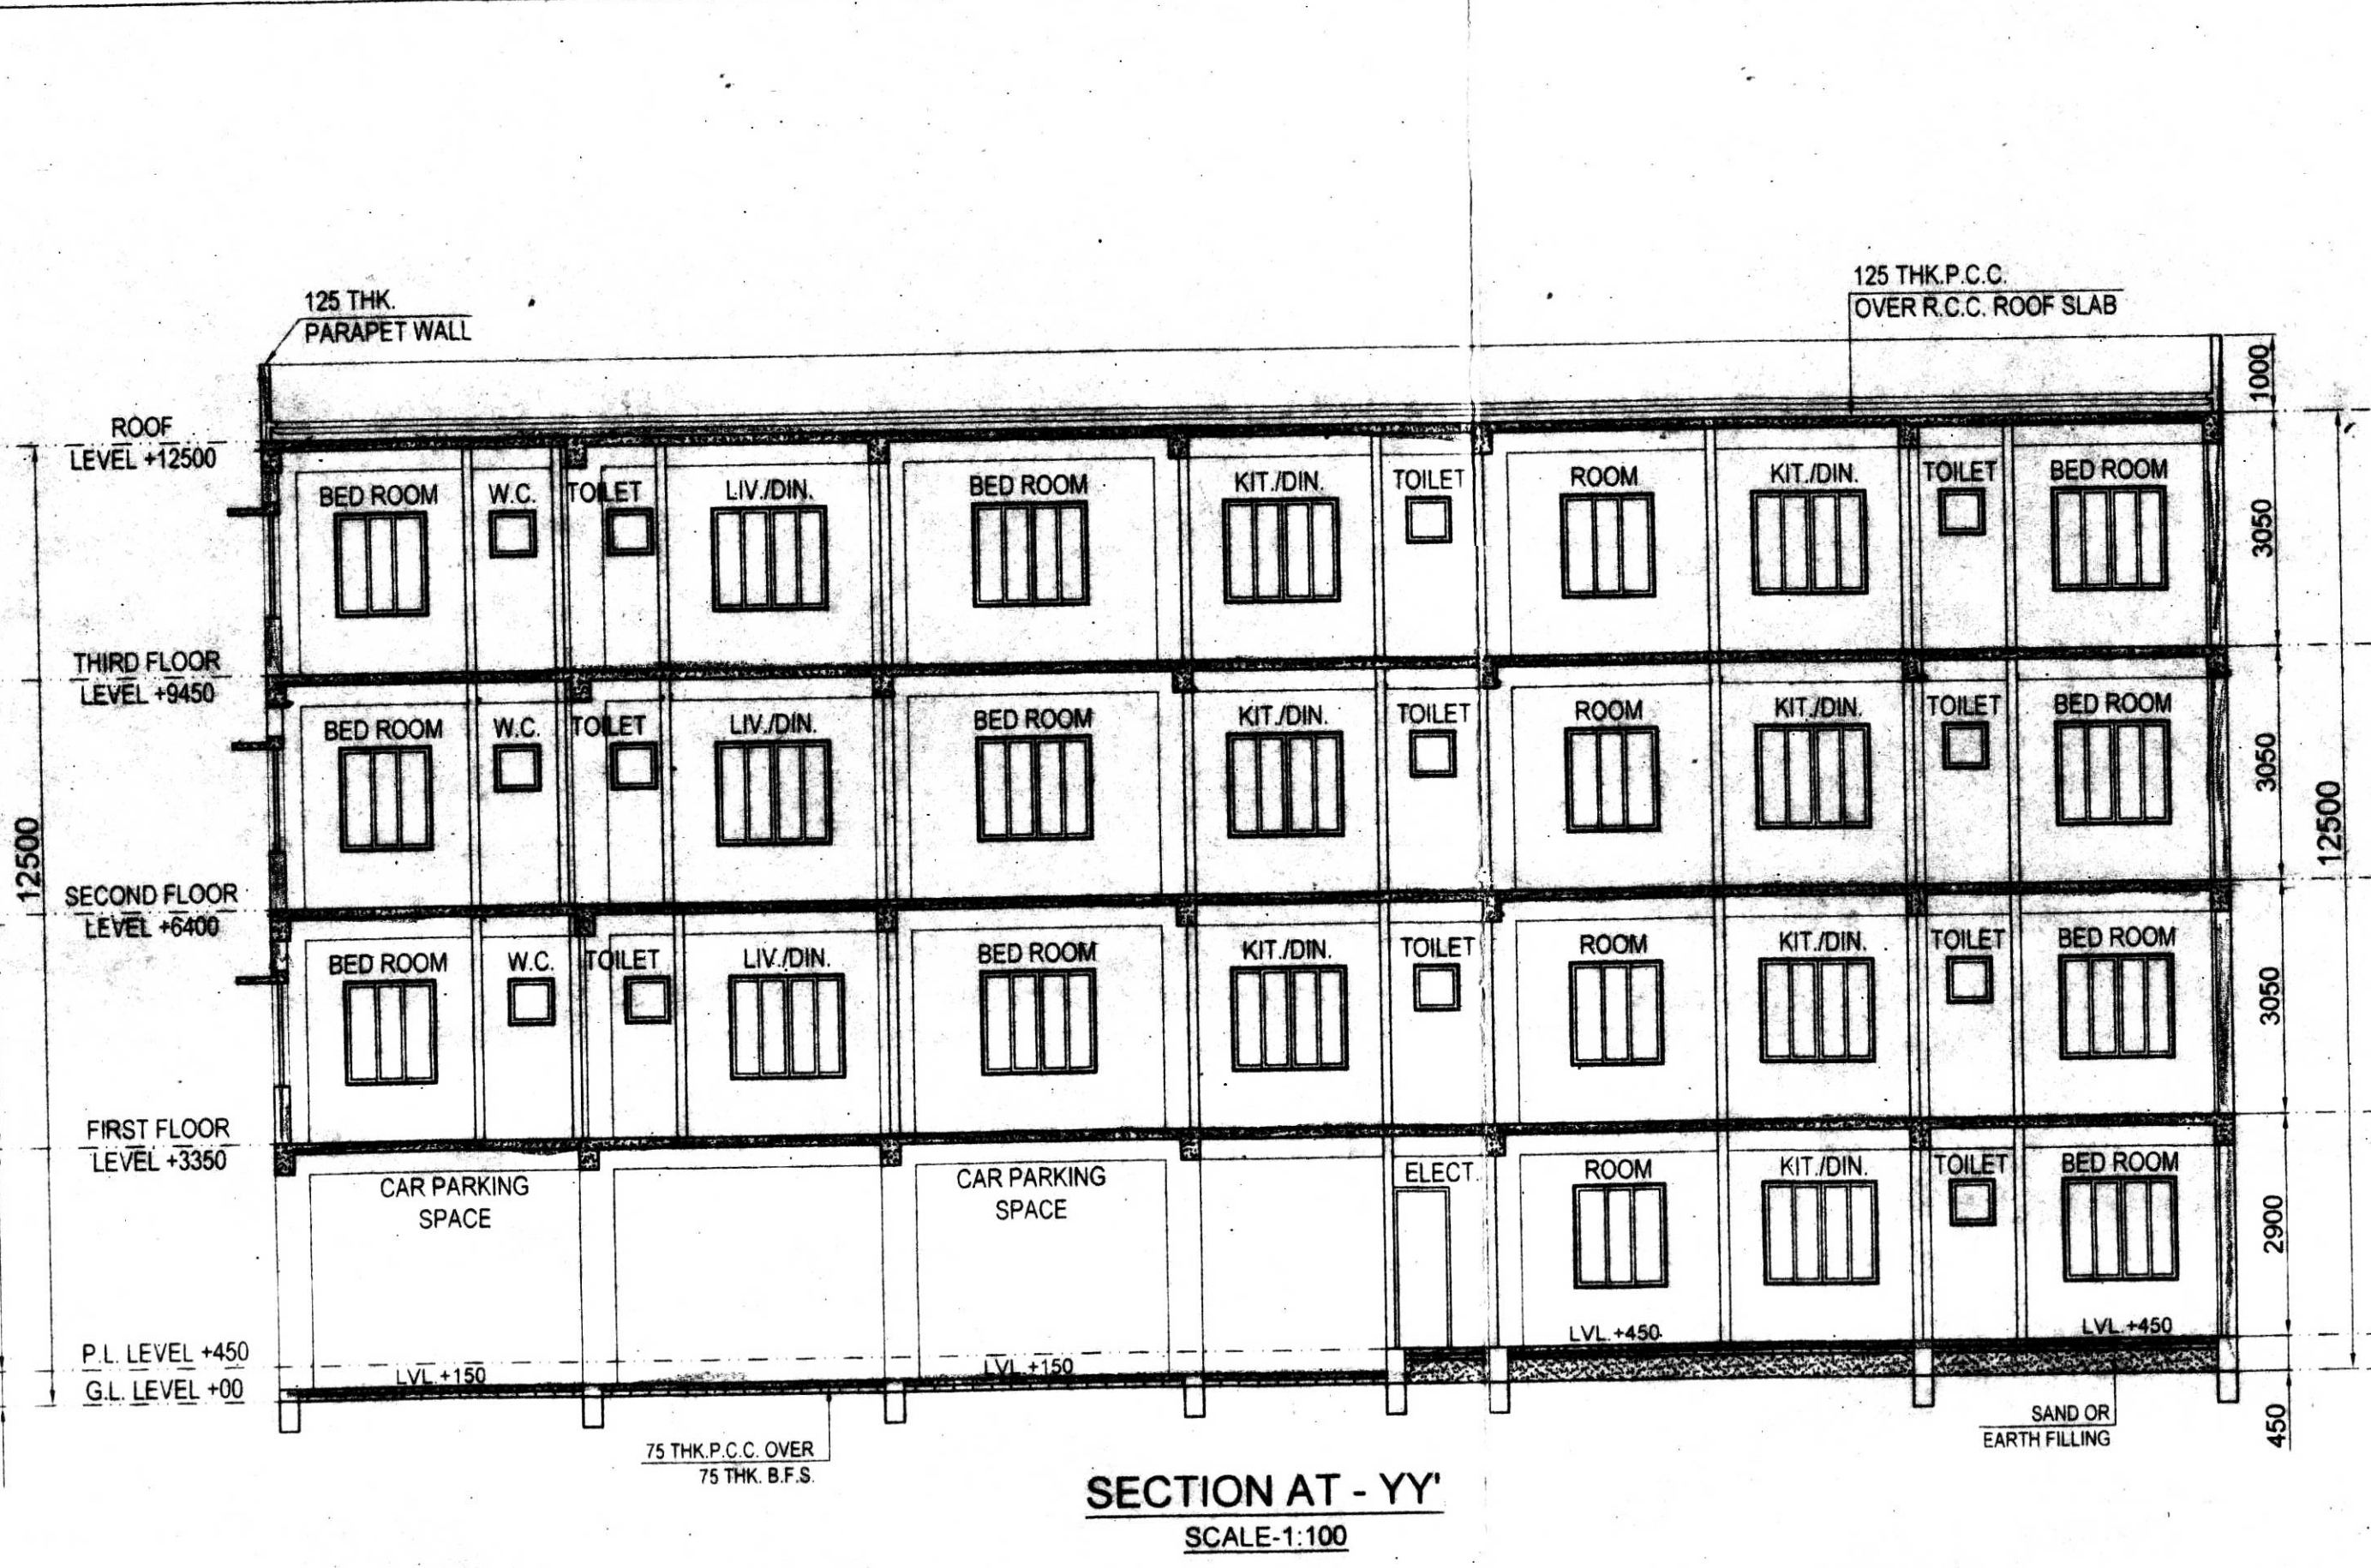 125 THK.P.C.C.
OVER R.C.C. ROOF SLAB
125 THK.
PARAPET WALL
1000
ROOF
LEVEL +12500
BED ROOM
W.C.
TOILET
LIV./DIN.
BED ROOM
KIT./DIN.
TOILET
ROOM
KIT./DIN.
TOILET
BED ROOM
3050
THIRD FLOOR
LEVEL +9450
BED ROOM
W.C.
TOILET
LIV./DIN.
BED ROOM
KIT./DIN.
TOILET
ROOM
KIT./DIN.
TOILET
BED ROOM
3050
12500
12500
SECOND FLOOR
LEVEL +6400
BED ROOM
W.C.
TOILET
LIV./DIN.
BED ROOM
KIT./DIN.
TOILET
ROOM
KIT./DIN.
TOILET
BED ROOM
3050
FIRST FLOOR
LEVEL +3350
CAR PARKING
SPACE
CAR PARKING
SPACE
ELECT.
ROOM
KIT./DIN.
TOILET
BED ROOM
2900
P.L. LEVEL +450
G.L. LEVEL +00
LVL +150
LVL +150
LVL +450
LVL +450
75 THK.P.C.C. OVER
75 THK. B.F.S.
SAND OR
EARTH FILLING
450
SECTION AT - YY'
SCALE-1:100